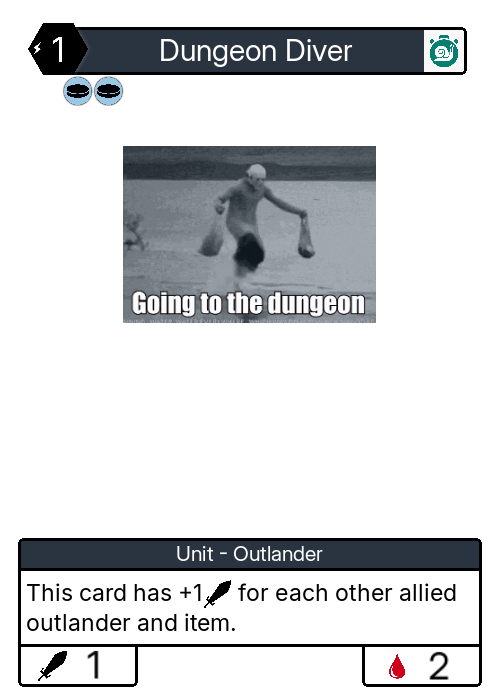 1
Dungeon Diver
Going to the dungeon
Unit - Outlander
This card has +1 for each other allied
outlander and item.
1
2